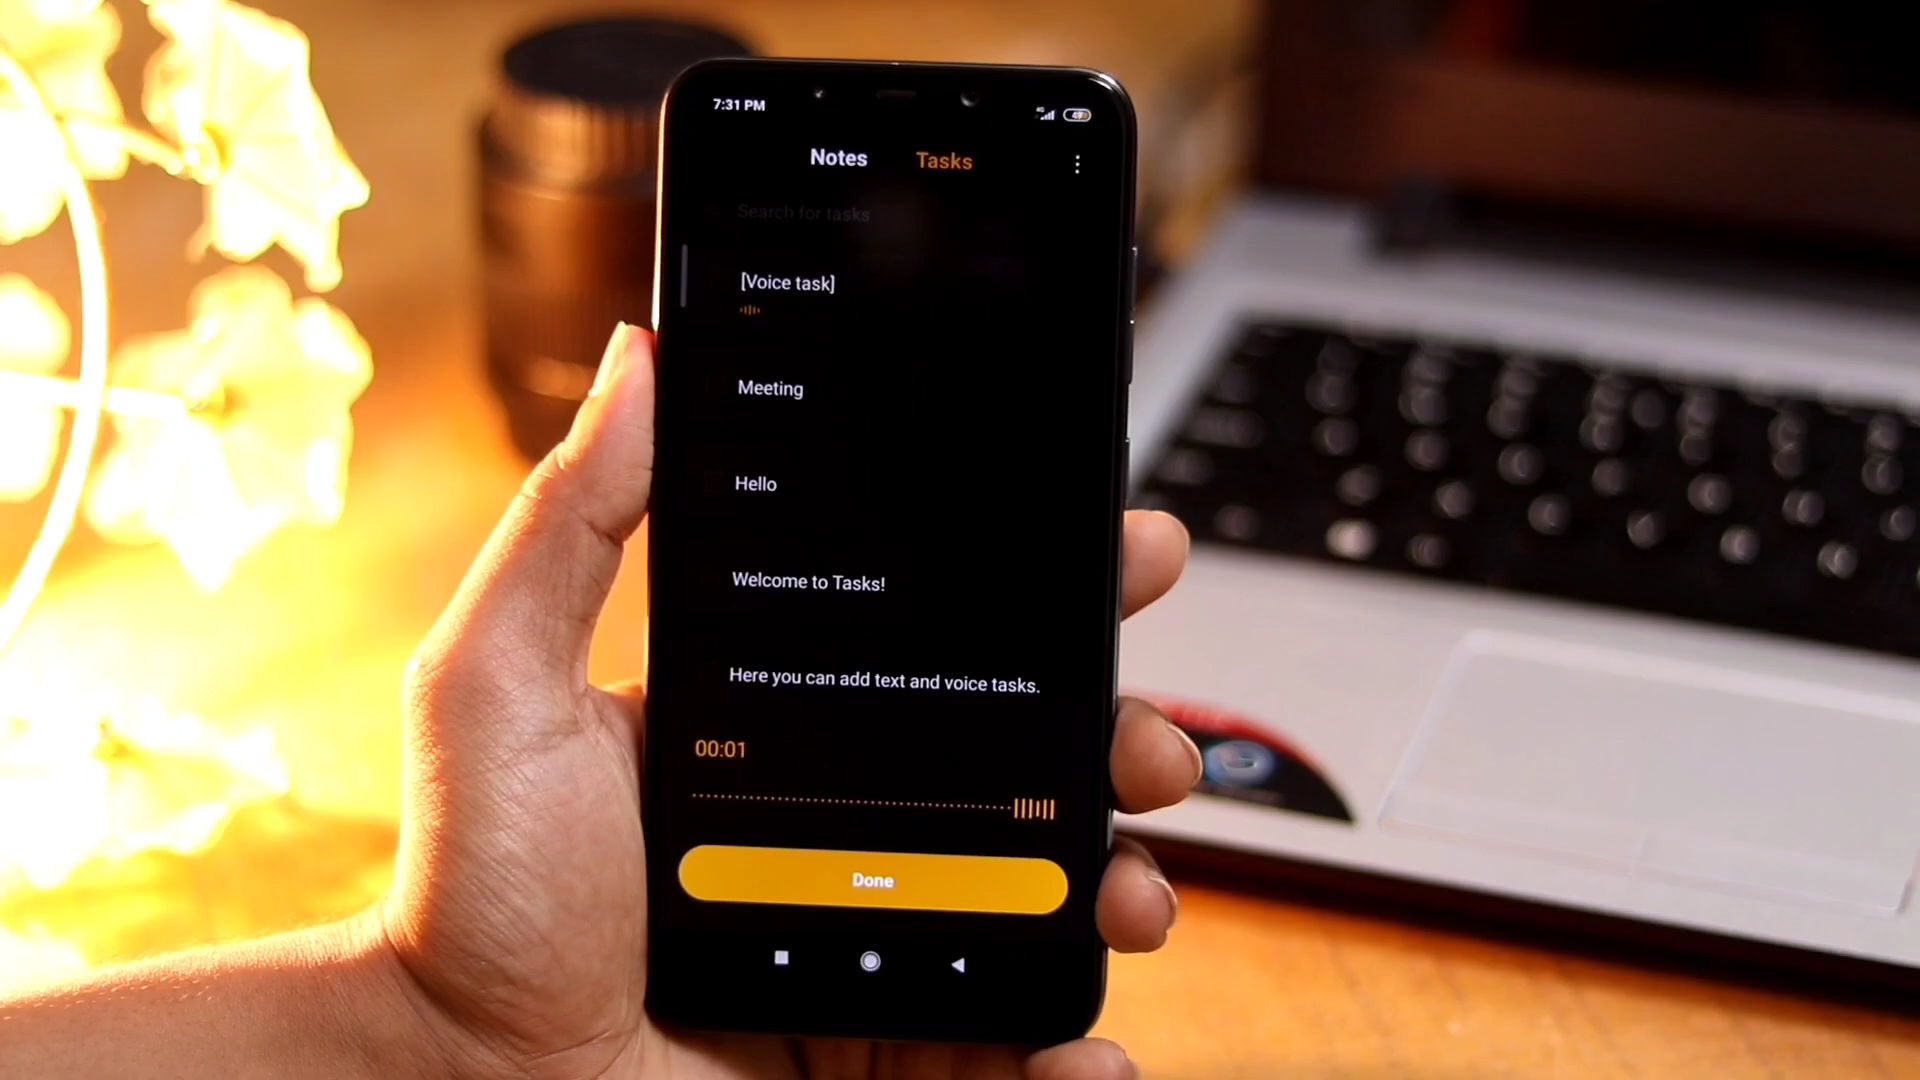 7:31 PM
Notes Tasks
Search for tasks
[Voice task]
Meeting
Hello
Welcome to Tasks!
Here you can add text and voice tasks.
00:01
Done